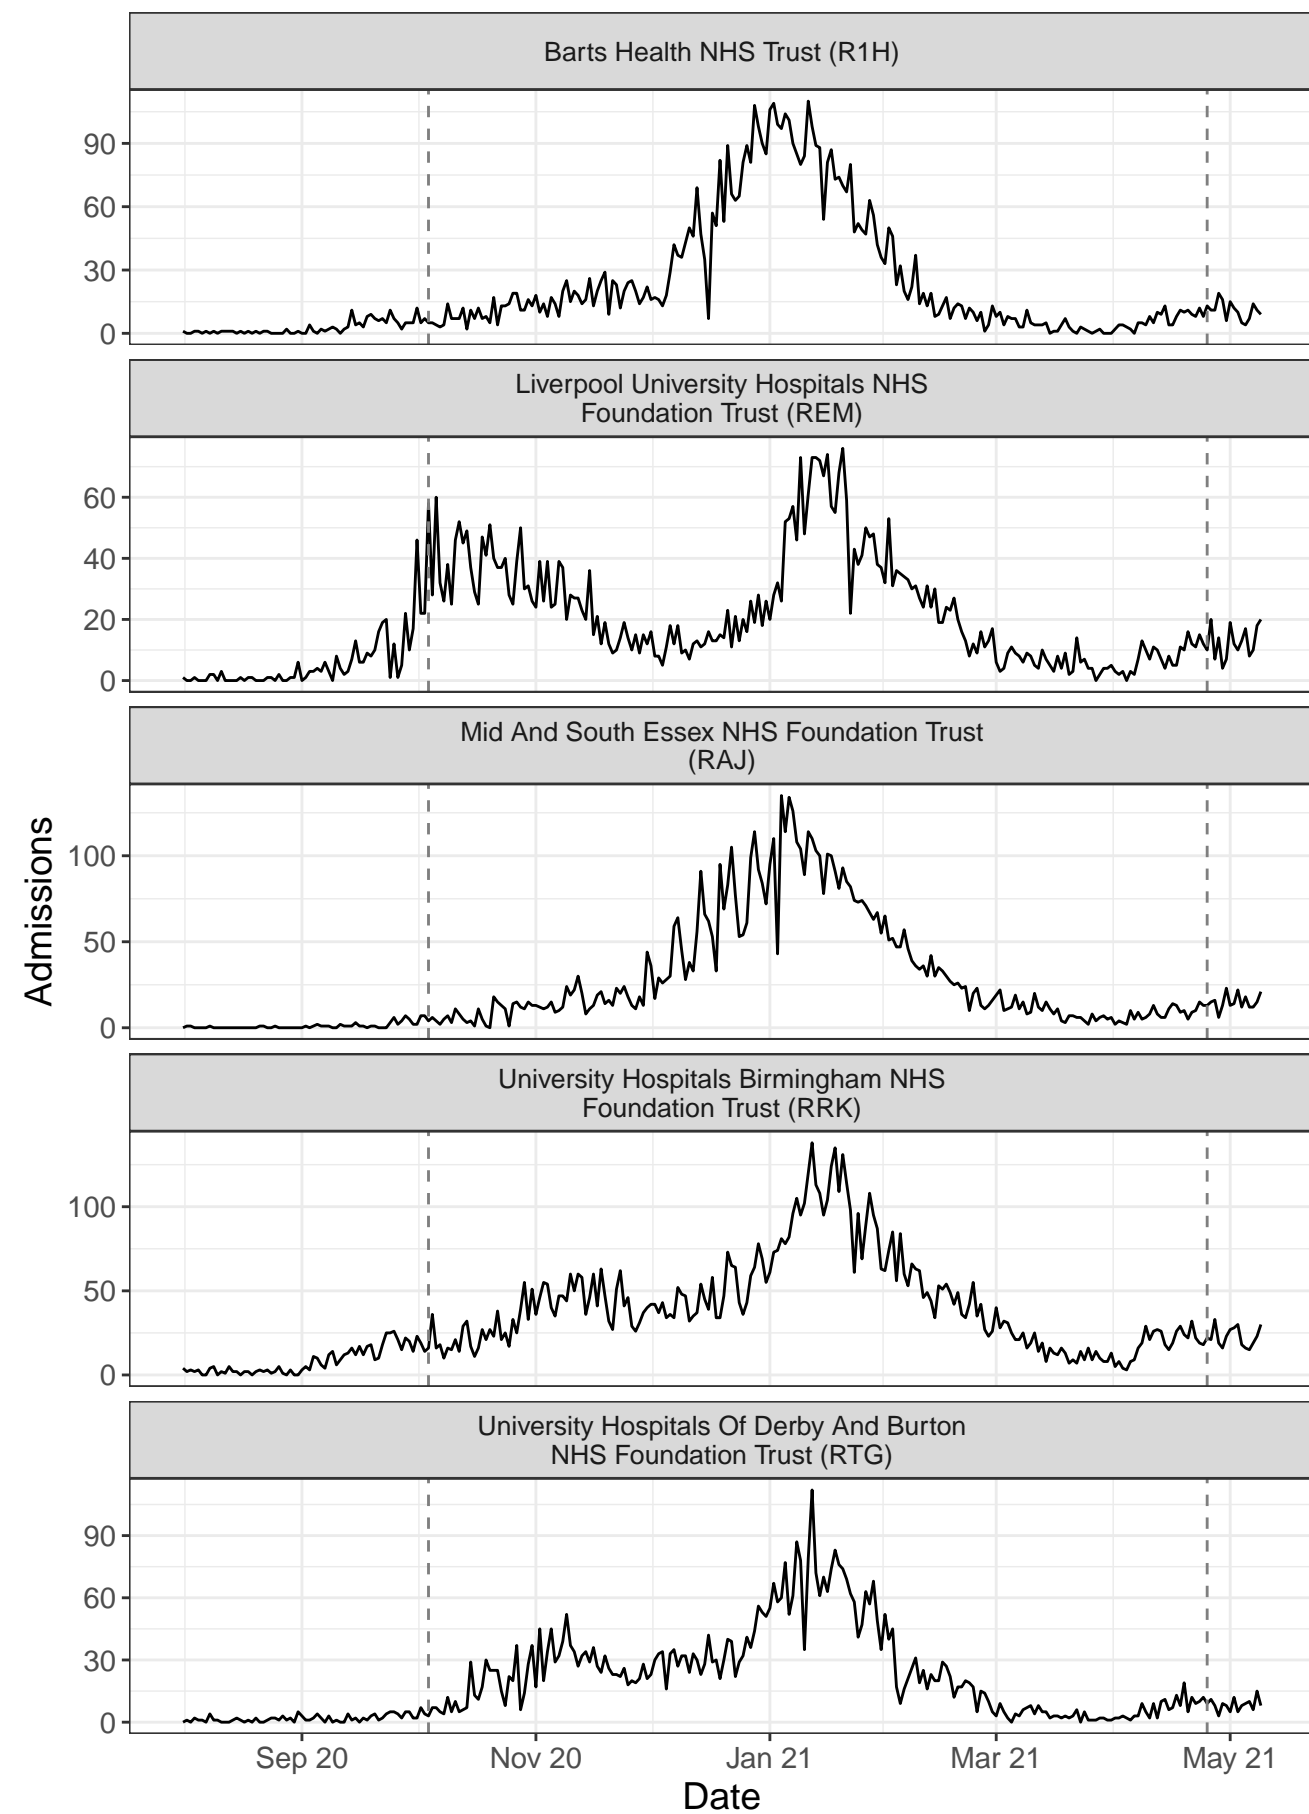 Barts Health NHS Trust (R1H)
90
60
30
0
Liverpool University Hospitals NHS
Foundation Trust (REM)
60
40
20
0
Mid And South Essex NHS Foundation Trust
(RAJ)
100
50
0
University Hospitals Birmingham NHS
Foundation Trust (RRK)
100
50
0
University Hospitals Of Derby And Burton
NHS Foundation Trust (RTG)
90
60
30
0
Sep 20 Nov 20 Jan 21 Mar 21 May 21
Date
Admissions